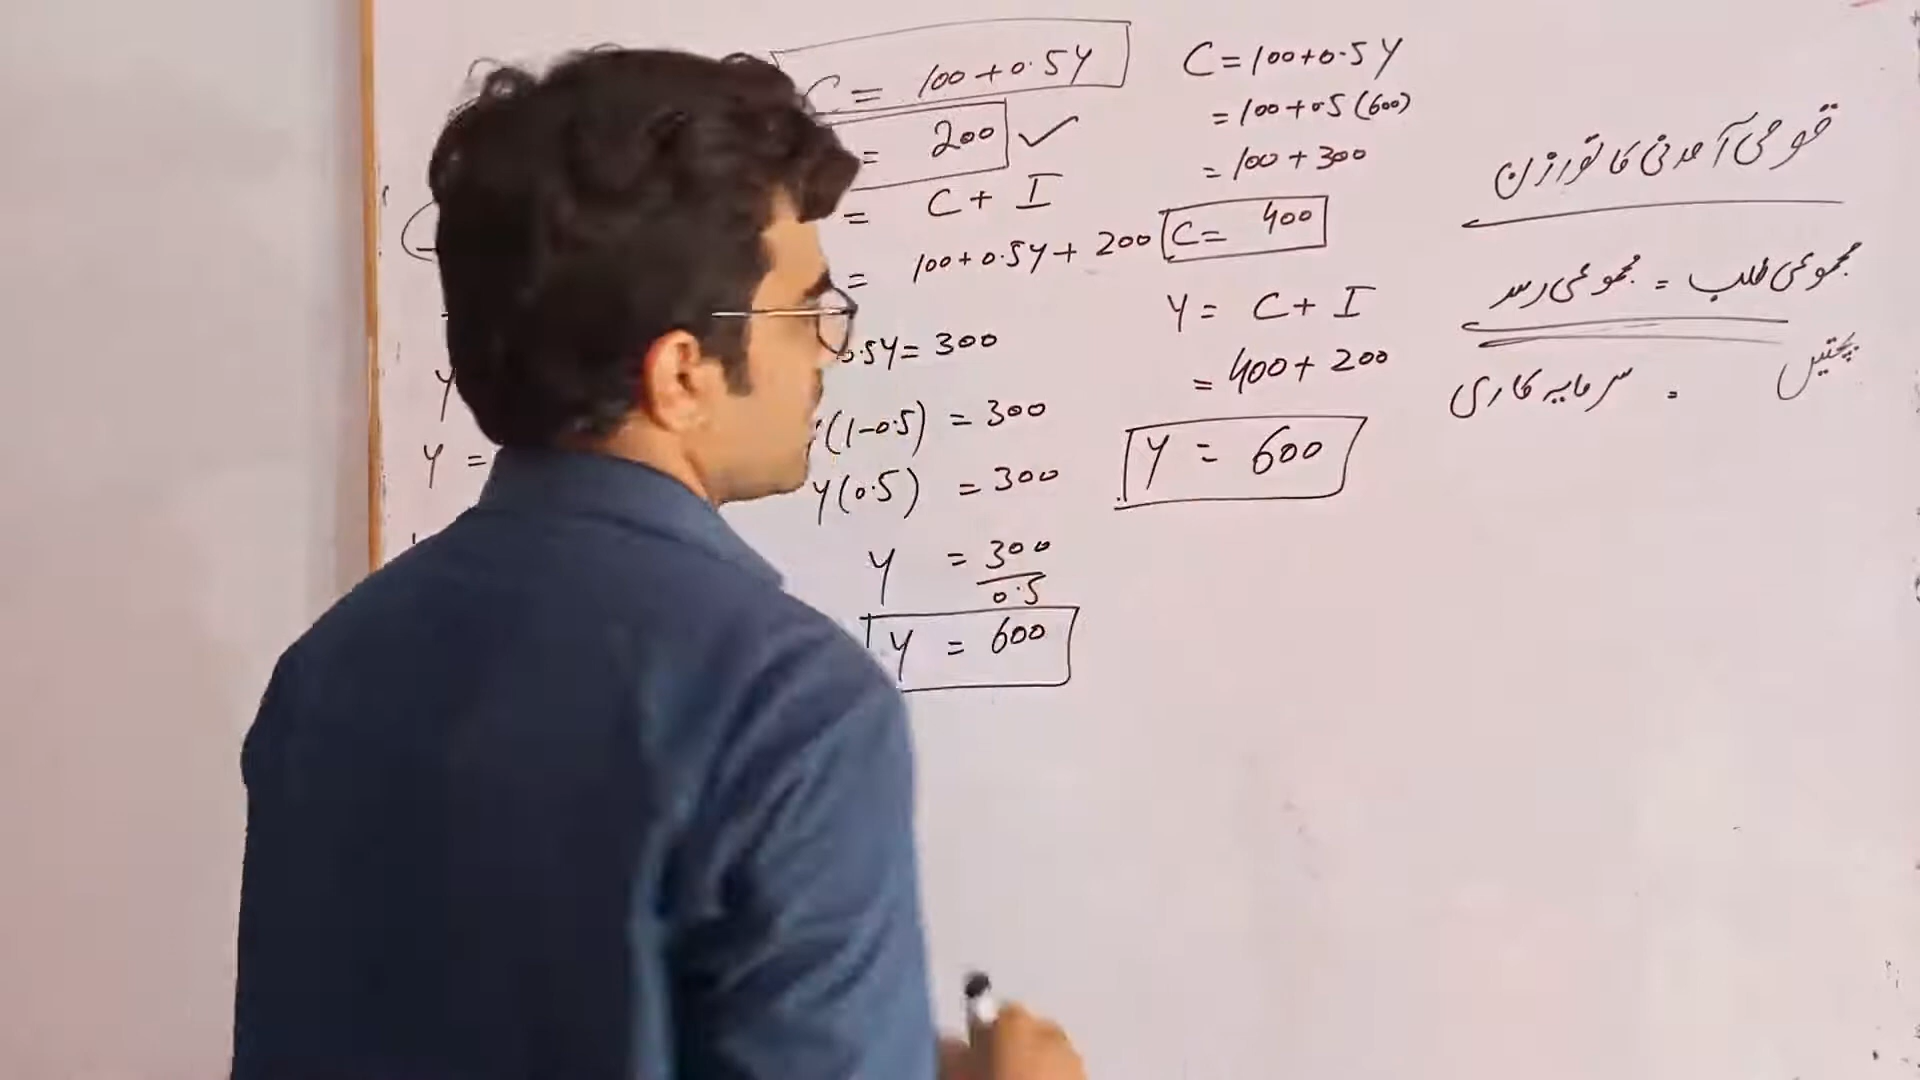 C = 100 + 0.5Y
= 200 ✓
= C + I
= 100 + 0.5Y + 200
0.5Y = 300
Y =
(1-0.5) = 300
Y(0.5) = 300
Y = 300/0.5
Y = 600
C = 100 + 0.5Y
= 100 + 0.5(600)
= 100 + 300
C = 400
Y = C + I
= 400 + 200
Y = 600
قومی آمدنی کا توازن
مجموعی طلب = مجموعی رسد
بچتیں = سرمایہ کاری